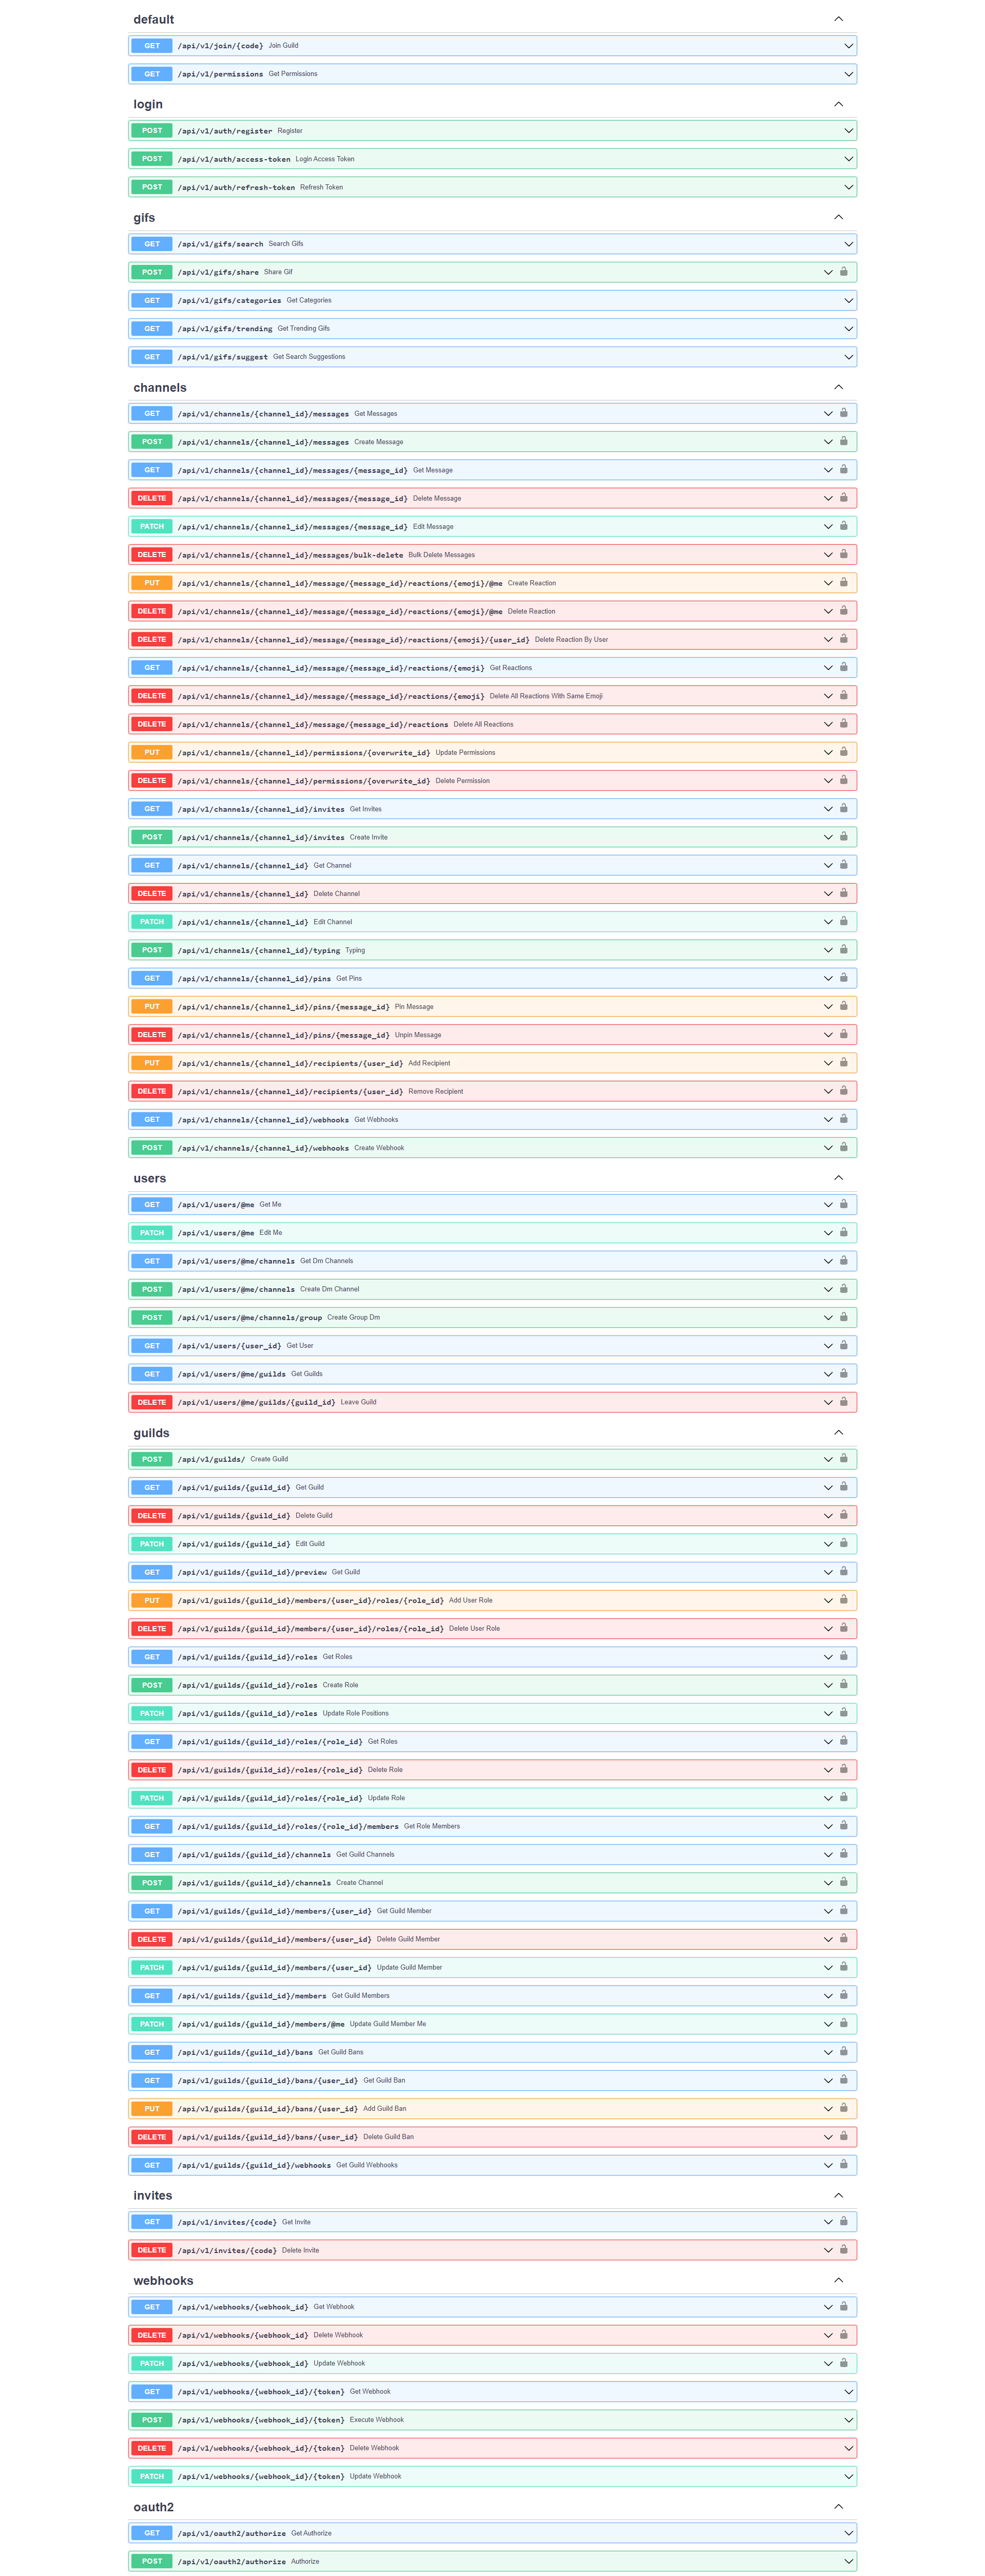 default
GET /api/v1/join/{code} Join Guild
GET /api/v1/permissions Get Permissions
login
POST /api/v1/auth/register Register
POST /api/v1/auth/access-token Login Access Token
POST /api/v1/auth/refresh-token Refresh Token
gifs
GET /api/v1/gifs/search Search Gifs
POST /api/v1/gifs/share Share Gif
GET /api/v1/gifs/categories Get Categories
GET /api/v1/gifs/trending Get Trending Gifs
GET /api/v1/gifs/suggest Get Search Suggestions
channels
GET /api/v1/channels/{channel_id}/messages Get Messages
POST /api/v1/channels/{channel_id}/messages Create Message
GET /api/v1/channels/{channel_id}/messages/{message_id} Get Message
DELETE /api/v1/channels/{channel_id}/messages/{message_id} Delete Message
PATCH /api/v1/channels/{channel_id}/messages/{message_id} Edit Message
DELETE /api/v1/channels/{channel_id}/messages/bulk-delete Bulk Delete Messages
PUT /api/v1/channels/{channel_id}/message/{message_id}/reactions/{emoji}/@me Create Reaction
DELETE /api/v1/channels/{channel_id}/message/{message_id}/reactions/{emoji}/@me Delete Reaction
DELETE /api/v1/channels/{channel_id}/message/{message_id}/reactions/{emoji}/{user_id} Delete Reaction By User
GET /api/v1/channels/{channel_id}/message/{message_id}/reactions/{emoji} Get Reactions
DELETE /api/v1/channels/{channel_id}/message/{message_id}/reactions/{emoji} Delete All Reactions With Same Emoji
DELETE /api/v1/channels/{channel_id}/message/{message_id}/reactions Delete All Reactions
PUT /api/v1/channels/{channel_id}/permissions/{overwrite_id} Update Permissions
DELETE /api/v1/channels/{channel_id}/permissions/{overwrite_id} Delete Permission
GET /api/v1/channels/{channel_id}/invites Get Invites
POST /api/v1/channels/{channel_id}/invites Create Invite
GET /api/v1/channels/{channel_id} Get Channel
DELETE /api/v1/channels/{channel_id} Delete Channel
PATCH /api/v1/channels/{channel_id} Edit Channel
POST /api/v1/channels/{channel_id}/typing Typing
GET /api/v1/channels/{channel_id}/pins Get Pins
PUT /api/v1/channels/{channel_id}/pins/{message_id} Pin Message
DELETE /api/v1/channels/{channel_id}/pins/{message_id} Unpin Message
PUT /api/v1/channels/{channel_id}/recipients/{user_id} Add Recipient
DELETE /api/v1/channels/{channel_id}/recipients/{user_id} Remove Recipient
GET /api/v1/channels/{channel_id}/webhooks Get Webhooks
POST /api/v1/channels/{channel_id}/webhooks Create Webhook
users
GET /api/v1/users/@me Get Me
PATCH /api/v1/users/@me Edit Me
GET /api/v1/users/@me/channels Get Dm Channels
POST /api/v1/users/@me/channels Create Dm Channel
POST /api/v1/users/@me/channels/group Create Group Dm
GET /api/v1/users/{user_id} Get User
GET /api/v1/users/@me/guilds Get Guilds
DELETE /api/v1/users/@me/guilds/{guild_id} Leave Guild
guilds
POST /api/v1/guilds/ Create Guild
GET /api/v1/guilds/{guild_id} Get Guild
DELETE /api/v1/guilds/{guild_id} Delete Guild
PATCH /api/v1/guilds/{guild_id} Edit Guild
GET /api/v1/guilds/{guild_id}/preview Get Guild
PUT /api/v1/guilds/{guild_id}/members/{user_id}/roles/{role_id} Add User Role
DELETE /api/v1/guilds/{guild_id}/members/{user_id}/roles/{role_id} Delete User Role
GET /api/v1/guilds/{guild_id}/roles Get Roles
POST /api/v1/guilds/{guild_id}/roles Create Role
PATCH /api/v1/guilds/{guild_id}/roles Update Role Positions
GET /api/v1/guilds/{guild_id}/roles/{role_id} Get Roles
DELETE /api/v1/guilds/{guild_id}/roles/{role_id} Delete Role
PATCH /api/v1/guilds/{guild_id}/roles/{role_id} Update Role
GET /api/v1/guilds/{guild_id}/roles/{role_id}/members Get Role Members
GET /api/v1/guilds/{guild_id}/channels Get Guild Channels
POST /api/v1/guilds/{guild_id}/channels Create Channel
GET /api/v1/guilds/{guild_id}/members/{user_id} Get Guild Member
DELETE /api/v1/guilds/{guild_id}/members/{user_id} Delete Guild Member
PATCH /api/v1/guilds/{guild_id}/members/{user_id} Update Guild Member
GET /api/v1/guilds/{guild_id}/members Get Guild Members
PATCH /api/v1/guilds/{guild_id}/members/@me Update Guild Member Me
GET /api/v1/guilds/{guild_id}/bans Get Guild Bans
GET /api/v1/guilds/{guild_id}/bans/{user_id} Get Guild Ban
PUT /api/v1/guilds/{guild_id}/bans/{user_id} Add Guild Ban
DELETE /api/v1/guilds/{guild_id}/bans/{user_id} Delete Guild Ban
GET /api/v1/guilds/{guild_id}/webhooks Get Guild Webhooks
invites
GET /api/v1/invites/{code} Get Invite
DELETE /api/v1/invites/{code} Delete Invite
webhooks
GET /api/v1/webhooks/{webhook_id} Get Webhook
DELETE /api/v1/webhooks/{webhook_id} Delete Webhook
PATCH /api/v1/webhooks/{webhook_id} Update Webhook
GET /api/v1/webhooks/{webhook_id}/{token} Get Webhook
POST /api/v1/webhooks/{webhook_id}/{token} Execute Webhook
DELETE /api/v1/webhooks/{webhook_id}/{token} Delete Webhook
PATCH /api/v1/webhooks/{webhook_id}/{token} Update Webhook
oauth2
GET /api/v1/oauth2/authorize Get Authorize
POST /api/v1/oauth2/authorize Authorize